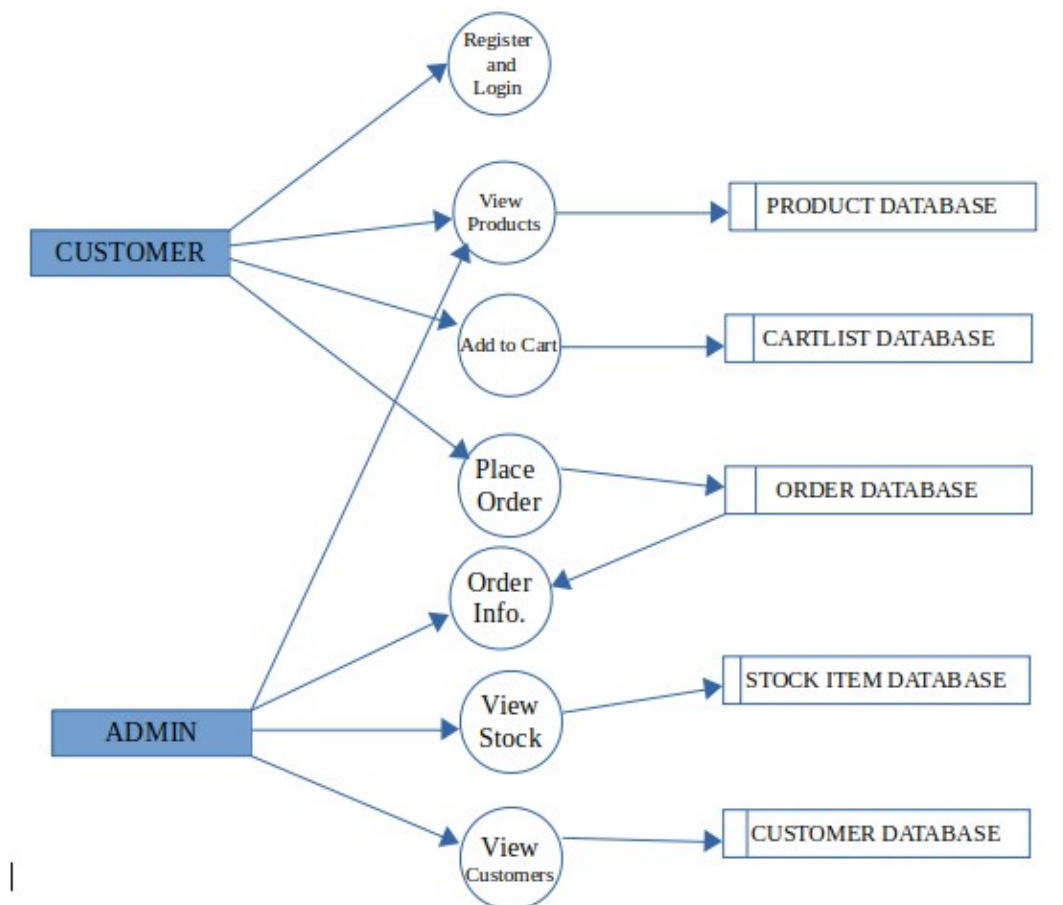 Register
and
Login
View
Products
PRODUCT DATABASE
CUSTOMER
Add to Cart
CARTLIST DATABASE
Place
Order
ORDER DATABASE
Order
Info.
STOCK ITEM DATABASE
View
Stock
ADMIN
View
Customers
CUSTOMER DATABASE